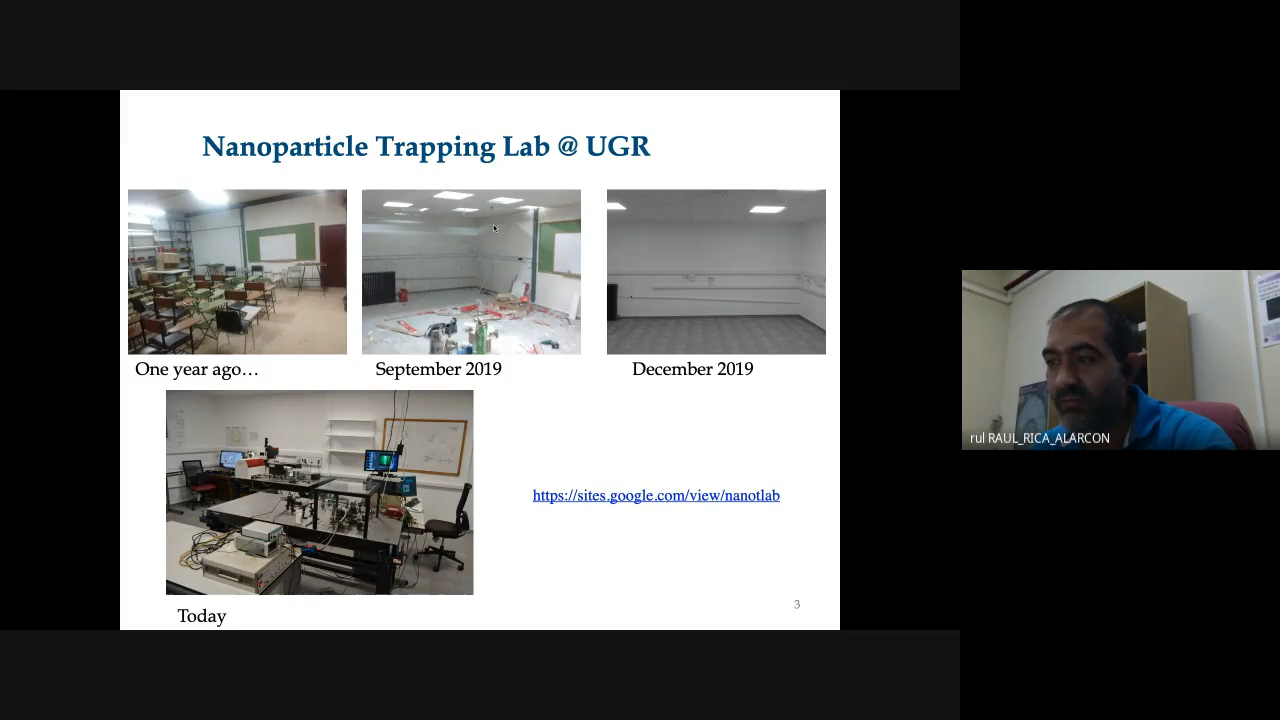 Nanoparticle Trapping Lab @ UGR
One year ago…
September 2019
December 2019
https://sites.google.com/view/nanotlab
Today
3
rul RAUL_RICA_ALARCON